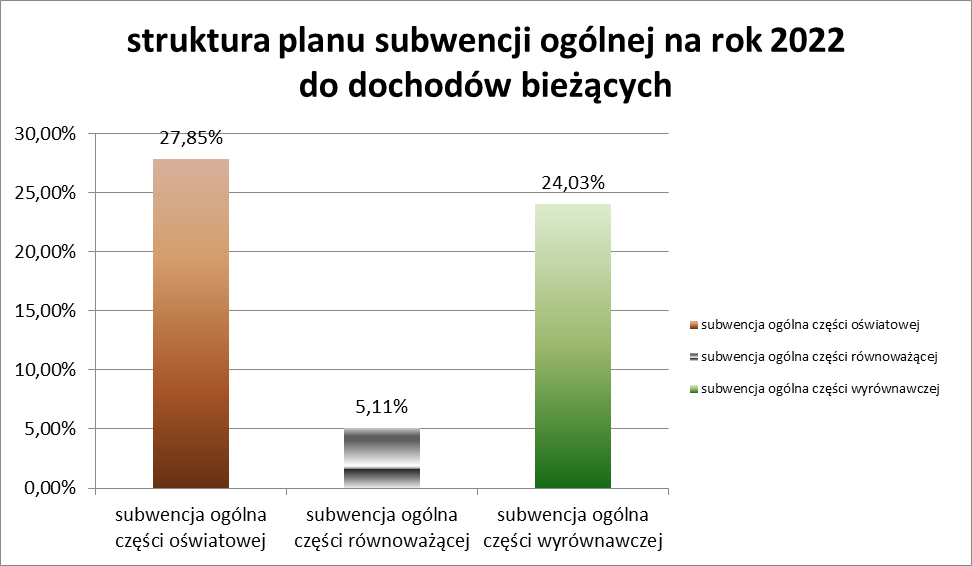 struktura planu subwencji ogólnej na rok 2022
do dochodów bieżących
30,00%
25,00%
20,00%
15,00%
10,00%
5,00%
0,00%
27,85%
5,11%
24,03%
subwencja ogólna
części oświatowej
subwencja ogólna
części równoważącej
subwencja ogólna
części wyrównawczej
subwencja ogólna części oświatowej
subwencja ogólna części równoważącej
subwencja ogólna części wyrównawczej